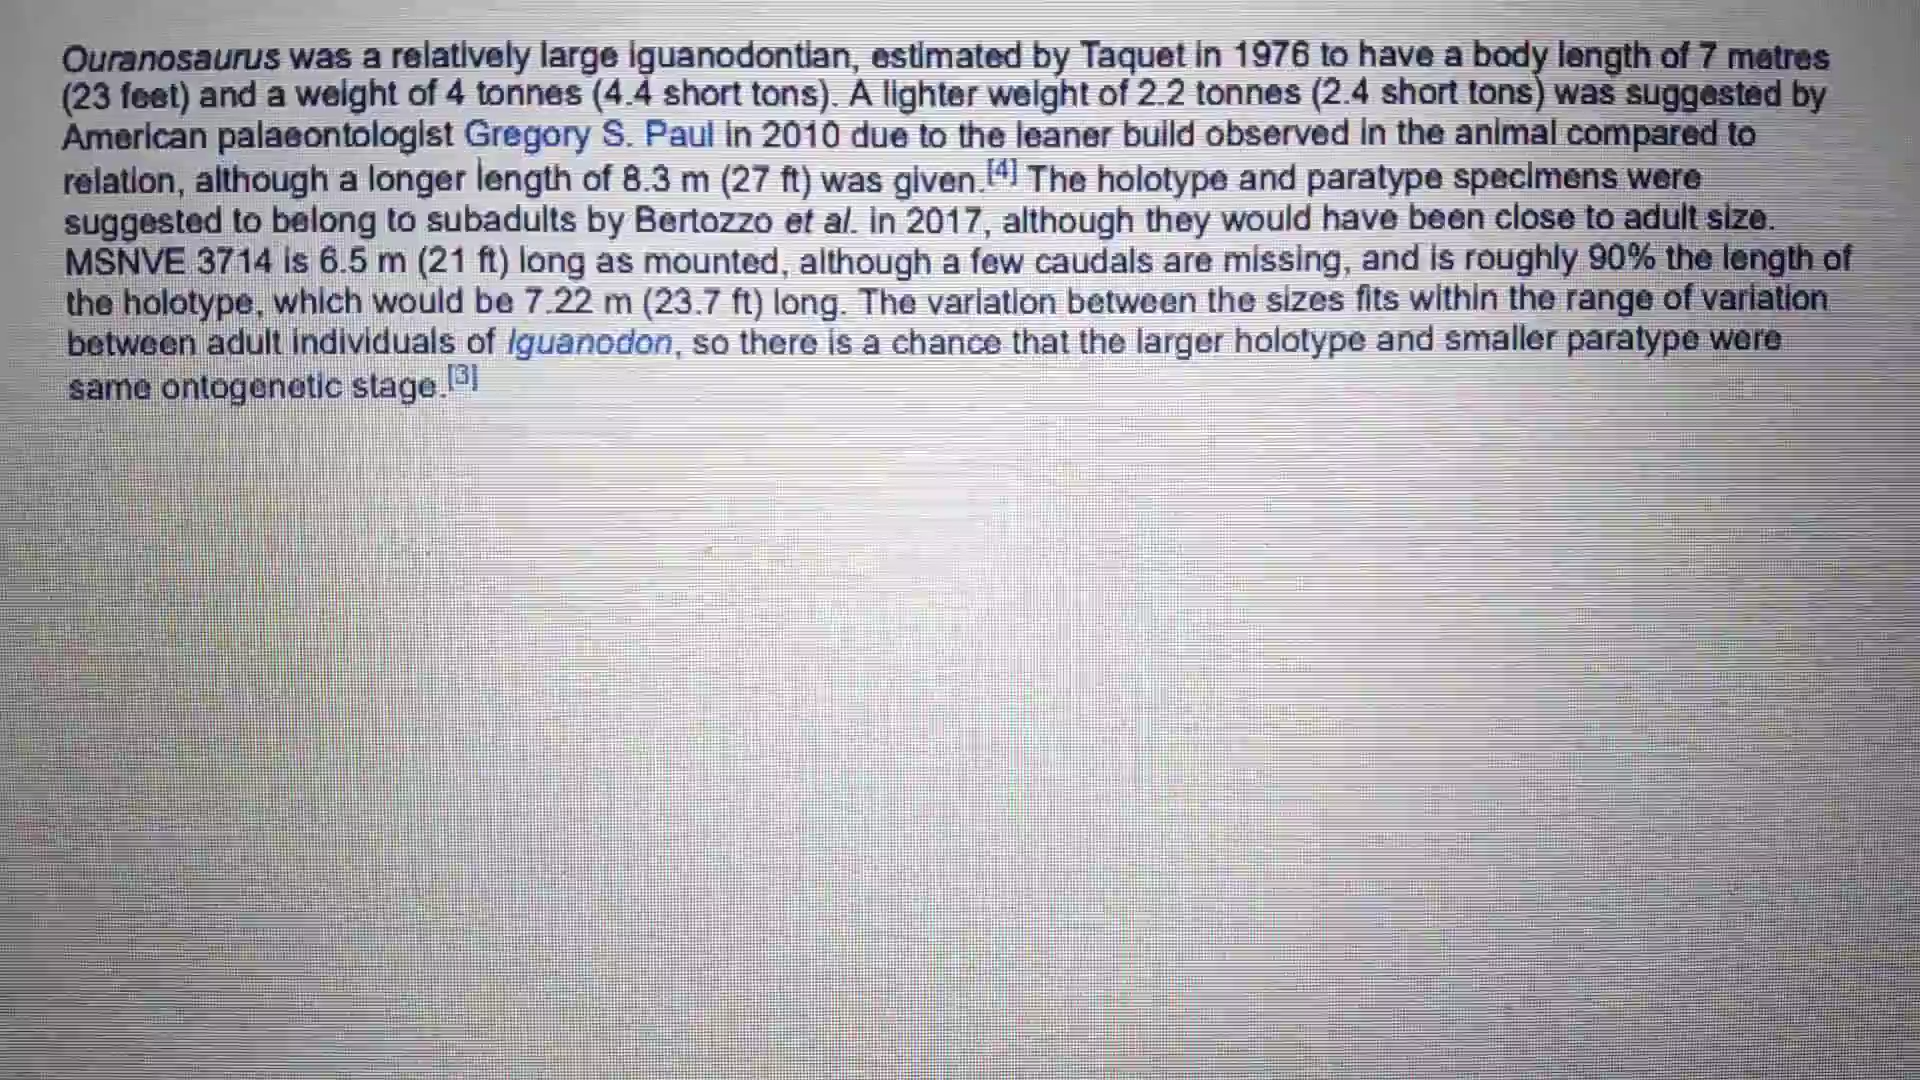 Ouranosaurus was a relatively large iguanodontian, estimated by Taquet in 1976 to have a body length of 7 metres
(23 feet) and a weight of 4 tonnes (4.4 short tons). A lighter weight of 2.2 tonnes (2.4 short tons) was suggested by
American palaeontologist Gregory S. Paul in 2010 due to the leaner build observed in the animal compared to
relation, although a longer length of 8.3 m (27 ft) was given.[4] The holotype and paratype specimens were
suggested to belong to subadults by Bertozzo et al. in 2017, although they would have been close to adult size.
MSNVE 3714 is 6.5 m (21 ft) long as mounted, although a few caudals are missing, and is roughly 90% the length of
the holotype, which would be 7.22 m (23.7 ft) long. The variation between the sizes fits within the range of variation
between adult individuals of Iguanodon, so there is a chance that the larger holotype and smaller paratype were
same ontogenetic stage.[3]